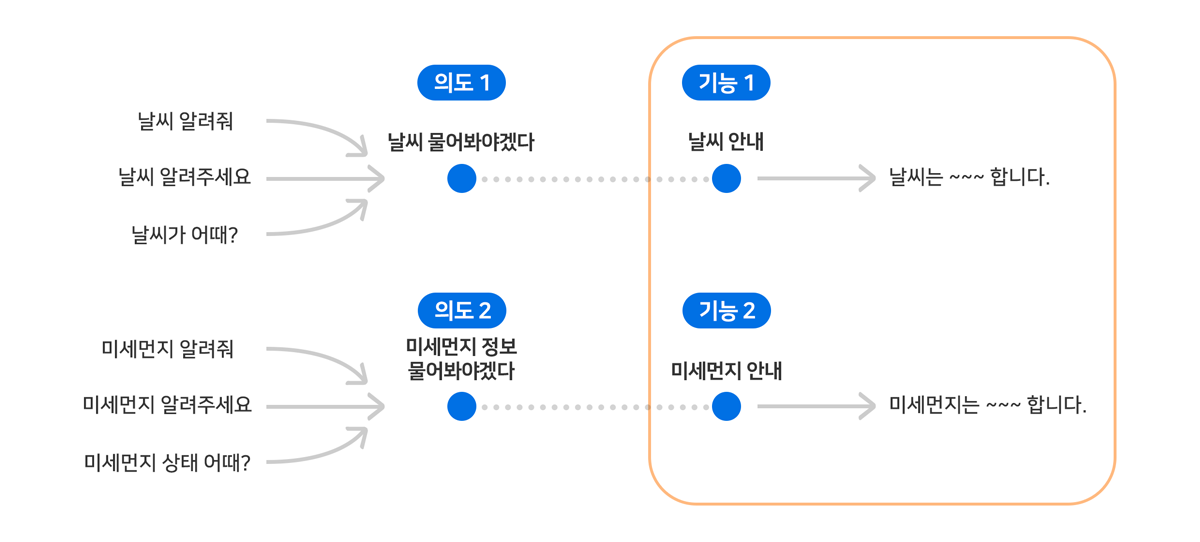 의도 1
기능 1
날씨 알려줘
날씨 물어봐야겠다
날씨 안내
날씨 알려주세요
날씨는 ~~~ 합니다.
날씨가 어때?
의도 2
기능 2
미세먼지 알려줘
미세먼지 정보
물어봐야겠다
미세먼지 안내
미세먼지 알려주세요
미세먼지는 ~~~ 합니다.
미세먼지 상태 어때?